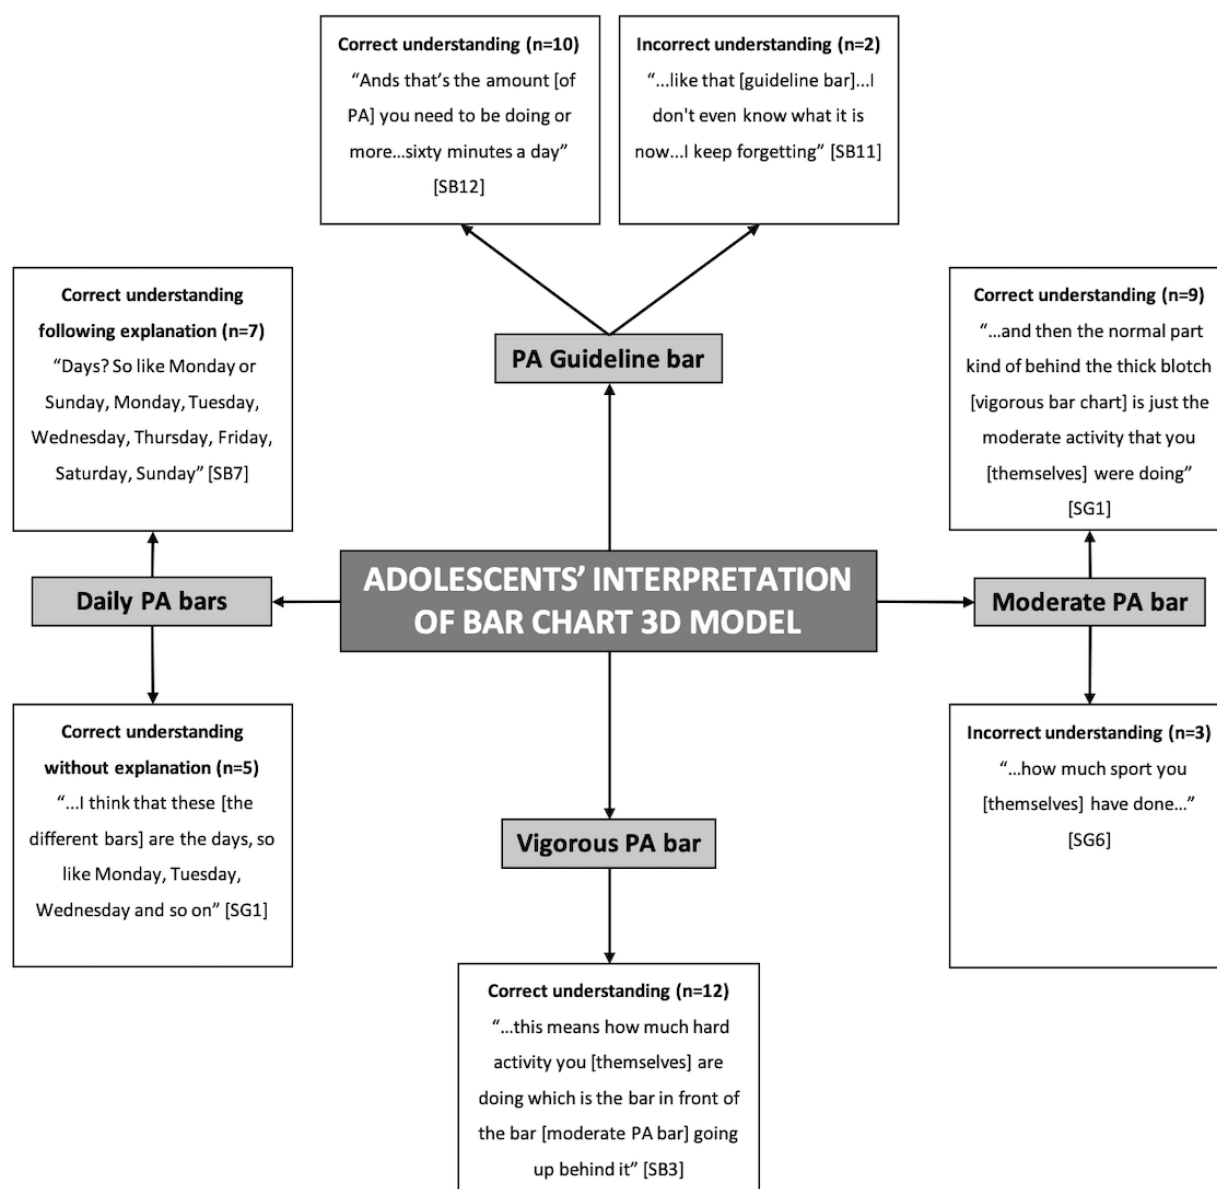 Correct understanding (n=10)
“Ands that’s the amount [of
PA] you need to be doing or
more…sixty minutes a day”
[SB12]
Incorrect understanding (n=2)
“…like that [guideline bar]…I
don't even know what it is
now…I keep forgetting” [SB11]
Correct understanding
following explanation (n=7)
“Days? So like Monday or
Sunday, Monday, Tuesday,
Wednesday, Thursday, Friday,
Saturday, Sunday” [SB7]
PA Guideline bar
Correct understanding (n=9)
“…and then the normal part
kind of behind the thick blotch
[vigorous bar chart] is just the
moderate activity that you
[themselves] were doing”
[SG1]
Daily PA bars
ADOLESCENTS’ INTERPRETATION
OF BAR CHART 3D MODEL
Moderate PA bar
Correct understanding
without explanation (n=5)
“…I think that these [the
different bars] are the days, so
like Monday, Tuesday,
Wednesday and so on” [SG1]
Incorrect understanding (n=3)
“…how much sport you
[themselves] have done…”
[SG6]
Vigorous PA bar
Correct understanding (n=12)
“…this means how much hard
activity you [themselves] are
doing which is the bar in front of
the bar [moderate PA bar] going
up behind it” [SB3]